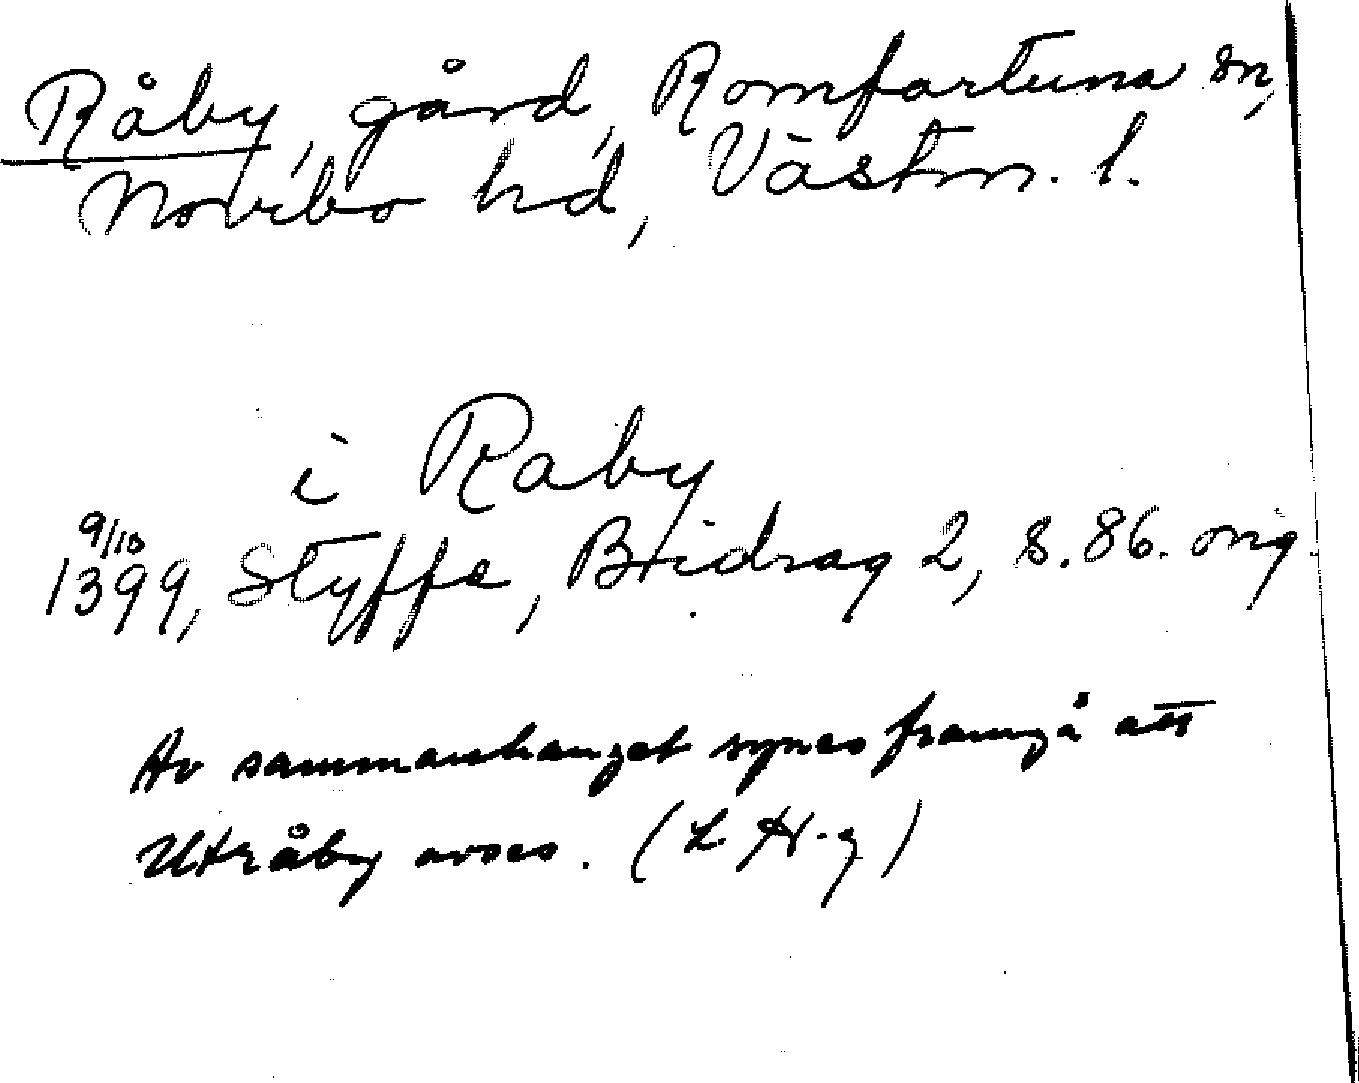 Råby, gård, Romfartuna sn,
Norrbo hd, Västm. l.
i Raby
9/10
1399, Styffe, Bidrag 2, s. 86. orig.
Av sammanhanget synes framgå att
Utråby avses. (L H-g)